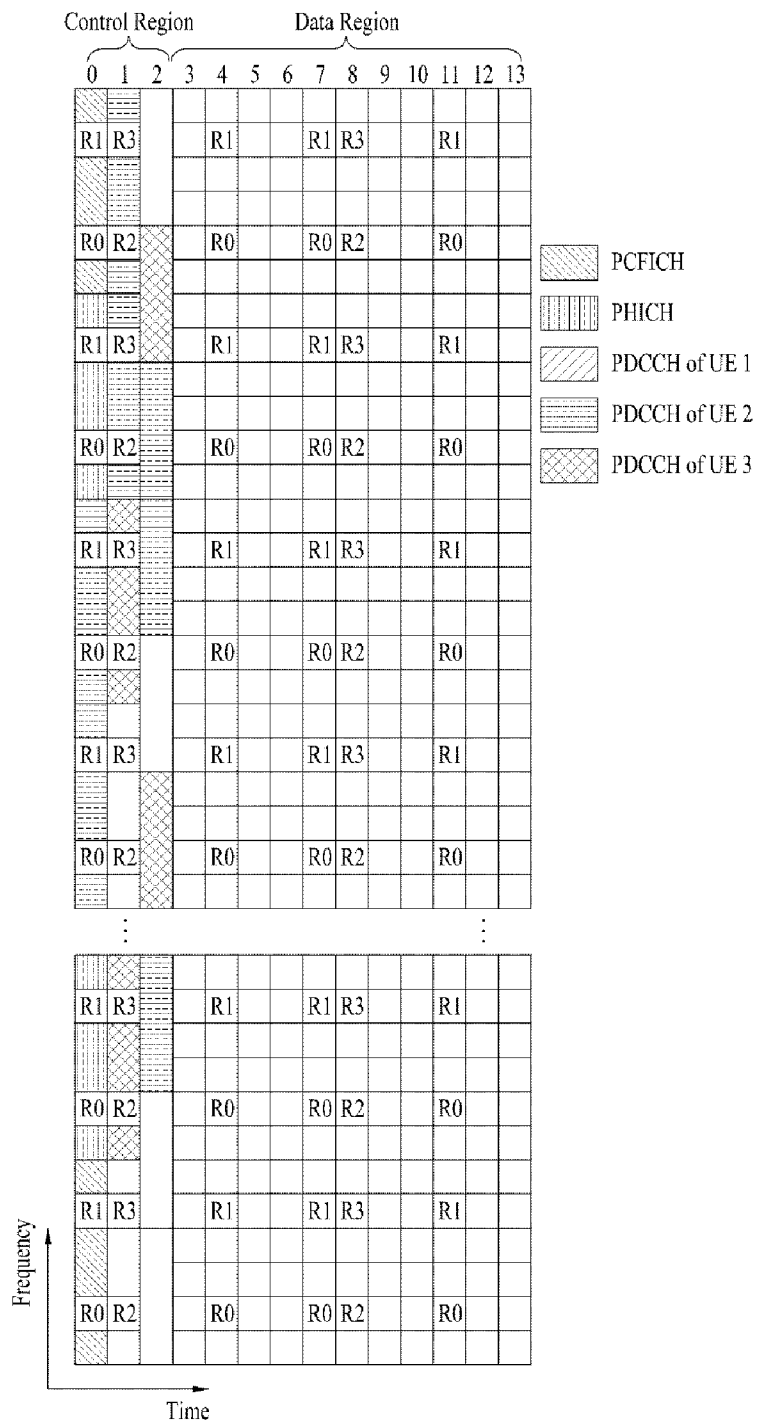 Control Region Data Region
0 1 2 3 4 5 6 7 8 9 10 11 12 13
R1 R3 R1 R1 R3 R1
R0 R2 R0 R0 R2 R0
PCFICH
PHICH
R1 R3 R1 R1 R3 R1
PDCCH of UE 1
PDCCH of UE 2
R0 R2 R0 R0 R2 R0
PDCCH of UE 3
R1 R3 R1 R1 R3 R1
R0 R2 R0 R0 R2 R0
R1 R3 R1 R1 R3 R1
R0 R2 R0 R0 R2 R0
R1 R3 R1 R1 R3 R1
R0 R2 R0 R0 R2 R0
R1 R3 R1 R1 R3 R1
R0 R2 R0 R0 R2 R0
Frequency
Time